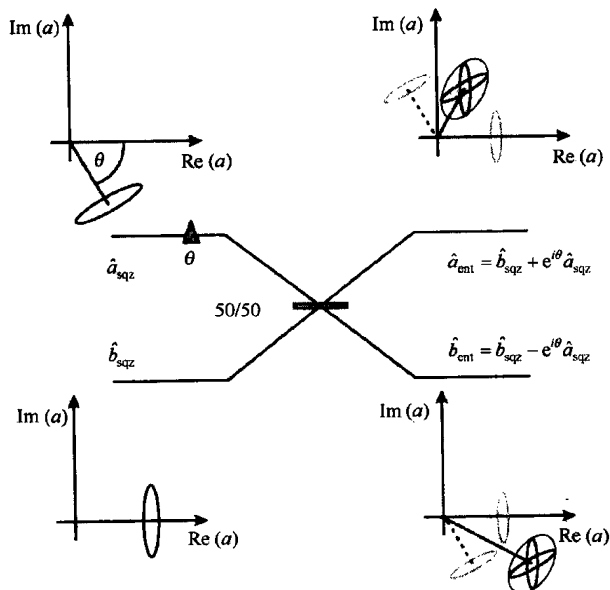 Im (a)
Im (a)
θ
Re (a)
Re (a)
â_sqz
θ
â_ent = b̂_sqz + e^{iθ} â_sqz
50/50
b̂_sqz
b̂_ent = b̂_sqz − e^{iθ} â_sqz
Im (a)
Im (a)
Re (a)
Re (a)